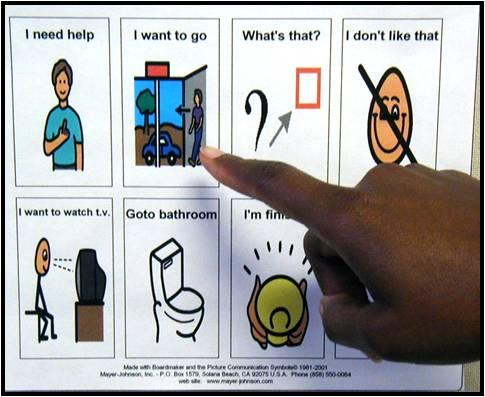 I need help
I want to go
What's that?
I don't like that
I want to watch t.v.
Goto bathroom
I'm
Made with Boardmaker and the Picture Communication Symbols© 1981-2001
Mayer-Johnson, Inc. - P.O. Box 1579, Solana Beach, CA 92075 U.S.A. Phone (858) 550-0084
web site: www.mayer-johnson.com